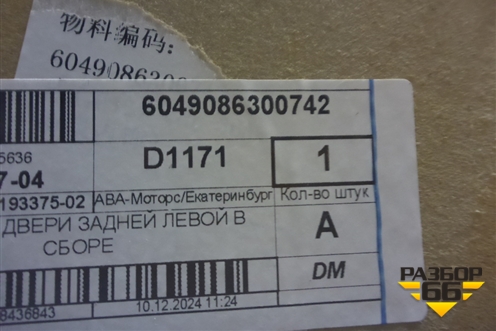 物料编码:
6049086300
6049086300742
5636
D1171
1
7-04
193375-02
АВА-Моторс/Екатеринбург
Кол-во штук
ДВЕРИ ЗАДНЕЙ ЛЕВОЙ В
СБОРЕ
A
DM
8436843
10.12.2024 11:24
РАЗБОР
66